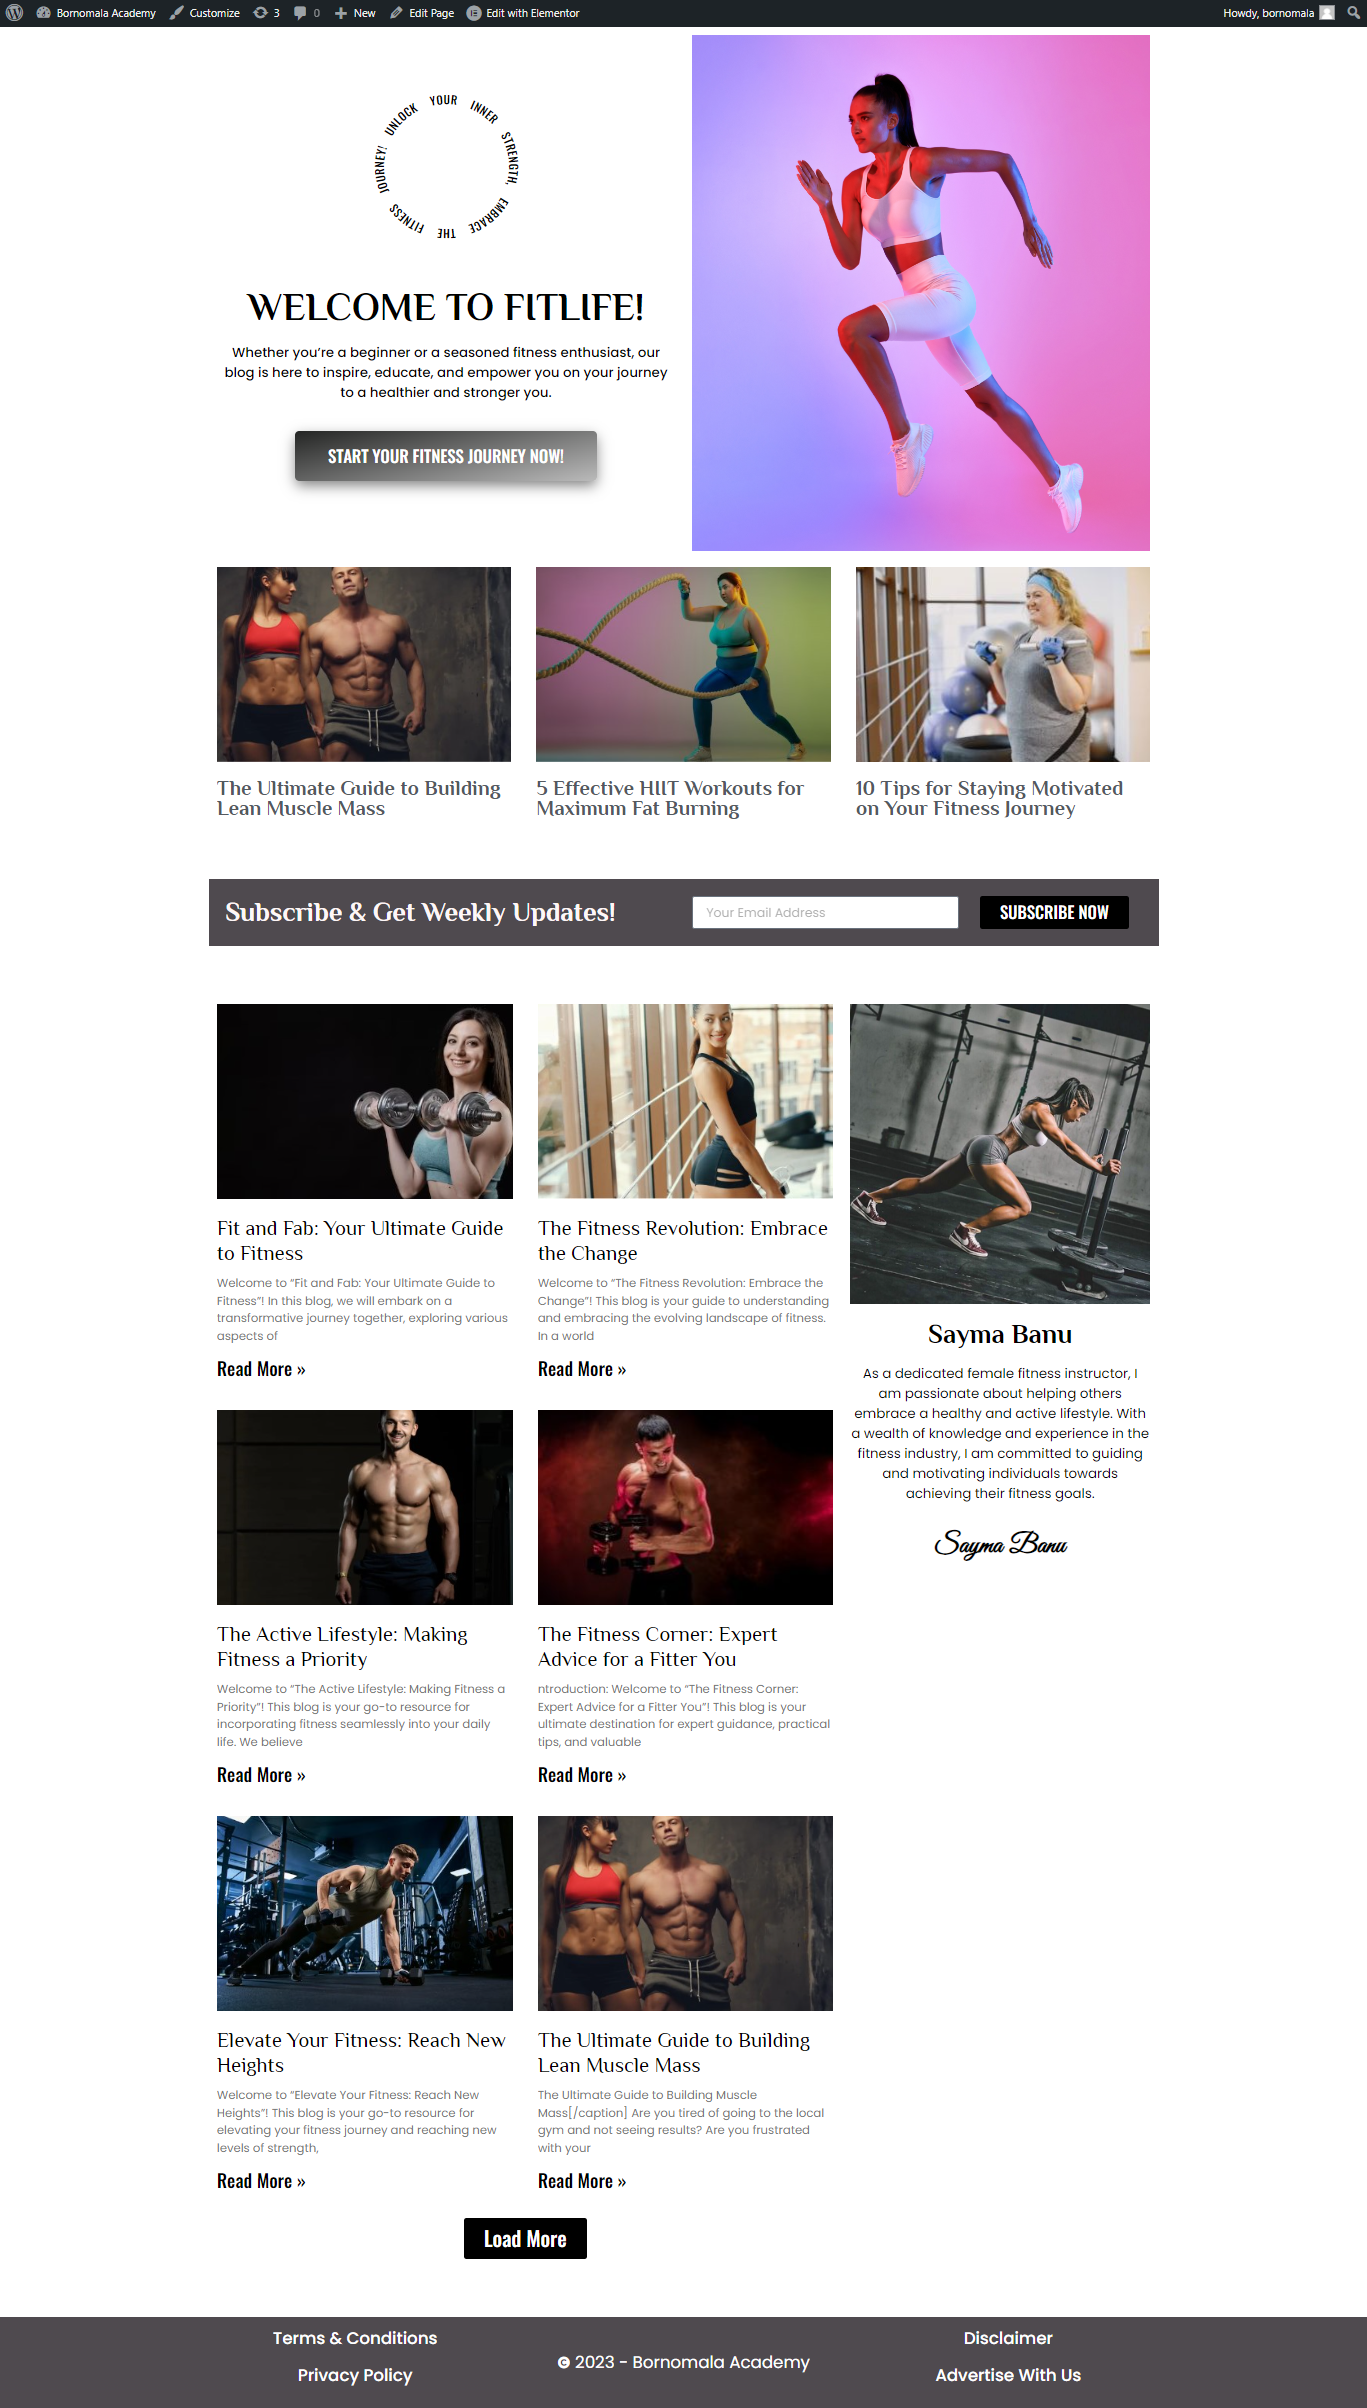 Bornomala Academy Customize 3 0 New Edit Page Edit with Elementor Howdy, bornomala
UNLOCK YOUR INNER STRENGTH, EMBRACE THE FITNESS JOURNEY!
WELCOME TO FITLIFE!
Whether you're a beginner or a seasoned fitness enthusiast, our
blog is here to inspire, educate, and empower you on your journey
to a healthier and stronger you.
START YOUR FITNESS JOURNEY NOW!
The Ultimate Guide to Building
Lean Muscle Mass
5 Effective HIIT Workouts for
Maximum Fat Burning
10 Tips for Staying Motivated
on Your Fitness Journey
Subscribe & Get Weekly Updates!
Your Email Address
SUBSCRIBE NOW
Fit and Fab: Your Ultimate Guide
to Fitness
Welcome to “Fit and Fab: Your Ultimate Guide to
Fitness”! In this blog, we will embark on a
transformative journey together, exploring various
aspects of
Read More »
The Fitness Revolution: Embrace
the Change
Welcome to “The Fitness Revolution: Embrace the
Change”! This blog is your guide to understanding
and embracing the evolving landscape of fitness.
In a world
Read More »
The Active Lifestyle: Making
Fitness a Priority
Welcome to “The Active Lifestyle: Making Fitness a
Priority”! This blog is your go-to resource for
incorporating fitness seamlessly into your daily
life. We believe
Read More »
The Fitness Corner: Expert
Advice for a Fitter You
ntroduction: Welcome to “The Fitness Corner:
Expert Advice for a Fitter You”! This blog is your
ultimate destination for expert guidance, practical
tips, and valuable
Read More »
Elevate Your Fitness: Reach New
Heights
Welcome to “Elevate Your Fitness: Reach New
Heights”! This blog is your go-to resource for
elevating your fitness journey and reaching new
levels of strength,
Read More »
The Ultimate Guide to Building
Lean Muscle Mass
The Ultimate Guide to Building Muscle
Mass[/caption] Are you tired of going to the local
gym and not seeing results? Are you frustrated
with your
Read More »
Load More
Sayma Banu
As a dedicated female fitness instructor, I
am passionate about helping others
embrace a healthy and active lifestyle. With
a wealth of knowledge and experience in the
fitness industry, I am committed to guiding
and motivating individuals towards
achieving their fitness goals.
Sayma Banu
Terms & Conditions
Privacy Policy
© 2023 - Bornomala Academy
Disclaimer
Advertise With Us